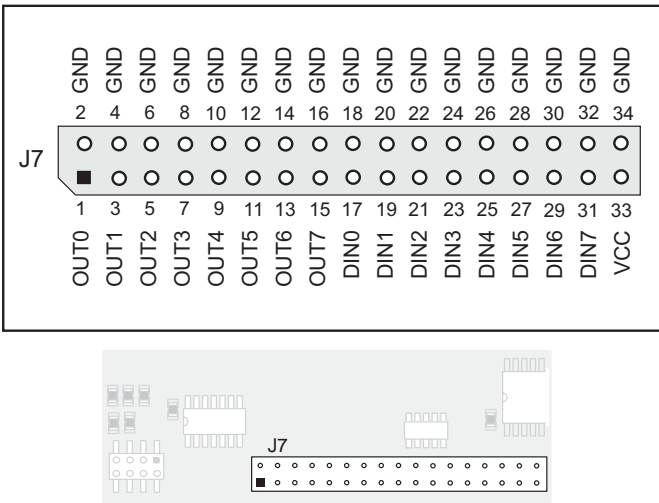 GND GND GND GND GND GND GND GND GND GND GND GND GND GND GND GND GND
2 4 6 8 10 12 14 16 18 20 22 24 26 28 30 32 34
J7
1 3 5 7 9 11 13 15 17 19 21 23 25 27 29 31 33
OUT0 OUT1 OUT2 OUT3 OUT4 OUT5 OUT6 OUT7 DIN0 DIN1 DIN2 DIN3 DIN4 DIN5 DIN6 DIN7 VCC
J7